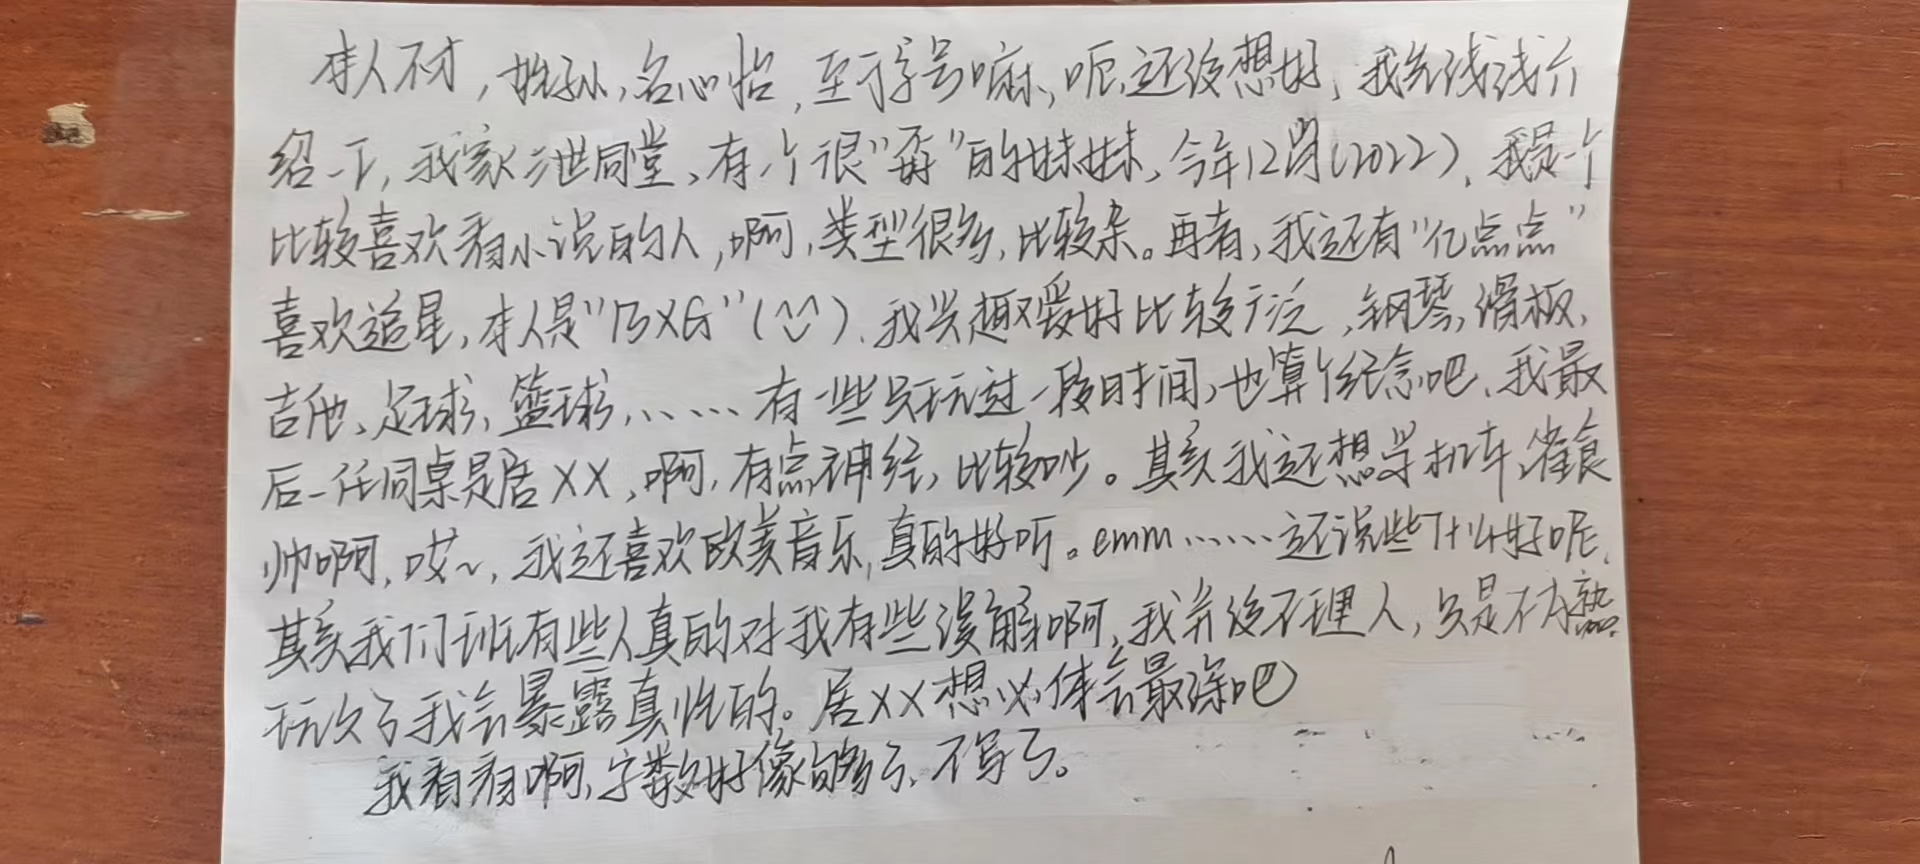 本人不才，姓孙，名心怡，至于字号嘛，呃，还没想好，我先浅浅介
绍一下，我家三世同堂，有个很"孬"的妹妹，今年12岁(2022)，我是一个
比较喜欢看小说的人，啊，类型很多，比较杂。再者，我还有"亿点点"
喜欢追星，本人是"BXG"(^^)，我兴趣爱好比较广泛，钢琴，滑板，
吉他、足球、篮球、……有一些只玩过一段时间，也算个纪念吧，我最
后一任同桌是居XX，啊，有点神经，比较吵。其实我还想学机车，耍
帅啊，哎~，我还喜欢欧美音乐，真的好听。emm……还说些什么好呢，
其实我们班有些人真的对我有些误解啊，我并没不理人，只是不太熟。
玩久了我会暴露真性的。居XX想必体会最深吧
我看看啊，字数好像够了，不写了。